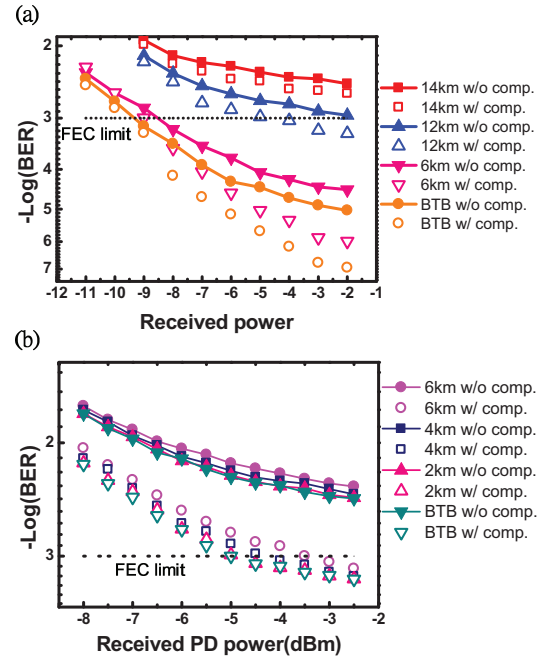 (a)
2
3
4
5
6
7
-Log(BER)
FEC limit
-12 -11 -10 -9 -8 -7 -6 -5 -4 -3 -2 -1
Received power
14km w/o comp.
14km w/ comp.
12km w/o comp.
12km w/ comp.
6km w/o comp.
6km w/ comp.
BTB w/o comp.
BTB w/ comp.
(b)
2
3
-Log(BER)
FEC limit
-8 -7 -6 -5 -4 -3 -2
Received PD power(dBm)
6km w/o comp.
6km w/ comp.
4km w/o comp.
4km w/ comp.
2km w/o comp.
2km w/ comp.
BTB w/o comp.
BTB w/ comp.